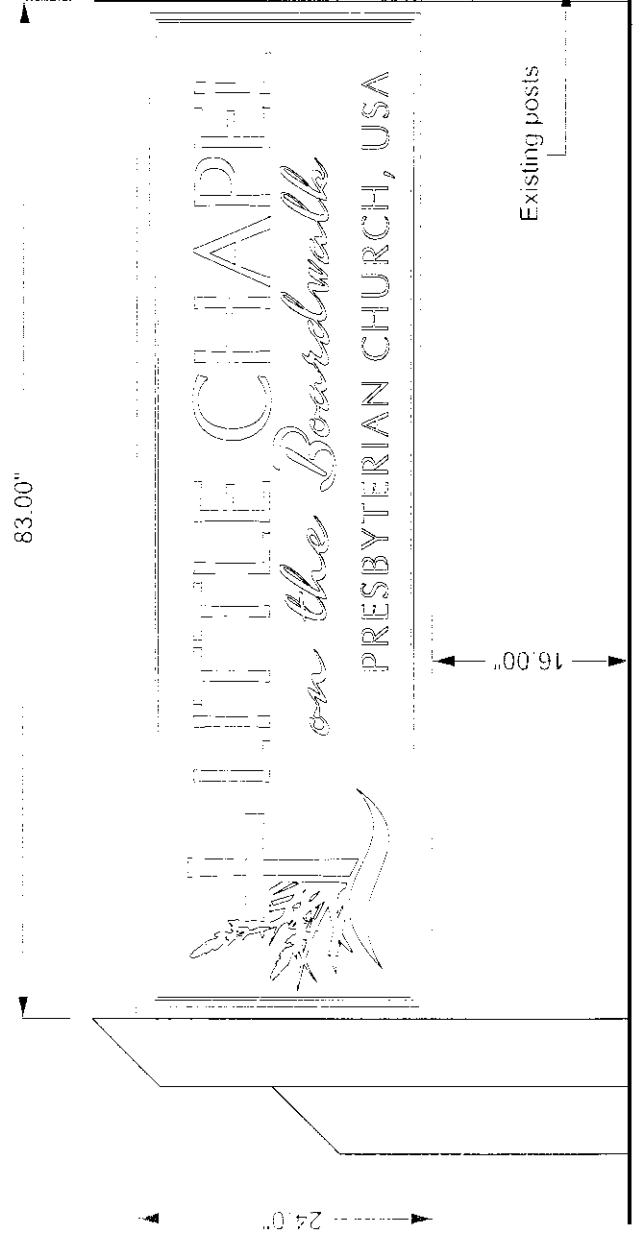 83.00"
LITTLE CHAPEL
on the Boardwalk
PRESBYTERIAN CHURCH, USA
24.0"
16.00"
Existing posts